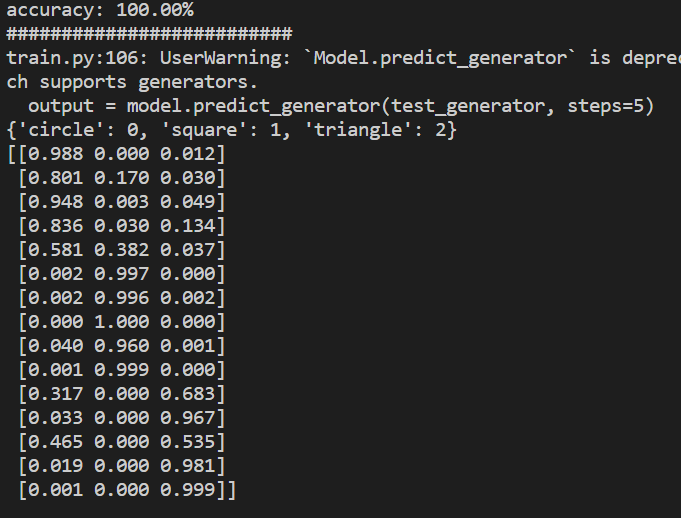 accuracy: 100.00%
##########################
train.py:106: UserWarning: `Model.predict_generator` is depre
ch supports generators.
  output = model.predict_generator(test_generator, steps=5)
{'circle': 0, 'square': 1, 'triangle': 2}
[[0.988 0.000 0.012]
 [0.801 0.170 0.030]
 [0.948 0.003 0.049]
 [0.836 0.030 0.134]
 [0.581 0.382 0.037]
 [0.002 0.997 0.000]
 [0.002 0.996 0.002]
 [0.000 1.000 0.000]
 [0.040 0.960 0.001]
 [0.001 0.999 0.000]
 [0.317 0.000 0.683]
 [0.033 0.000 0.967]
 [0.465 0.000 0.535]
 [0.019 0.000 0.981]
 [0.001 0.000 0.999]]